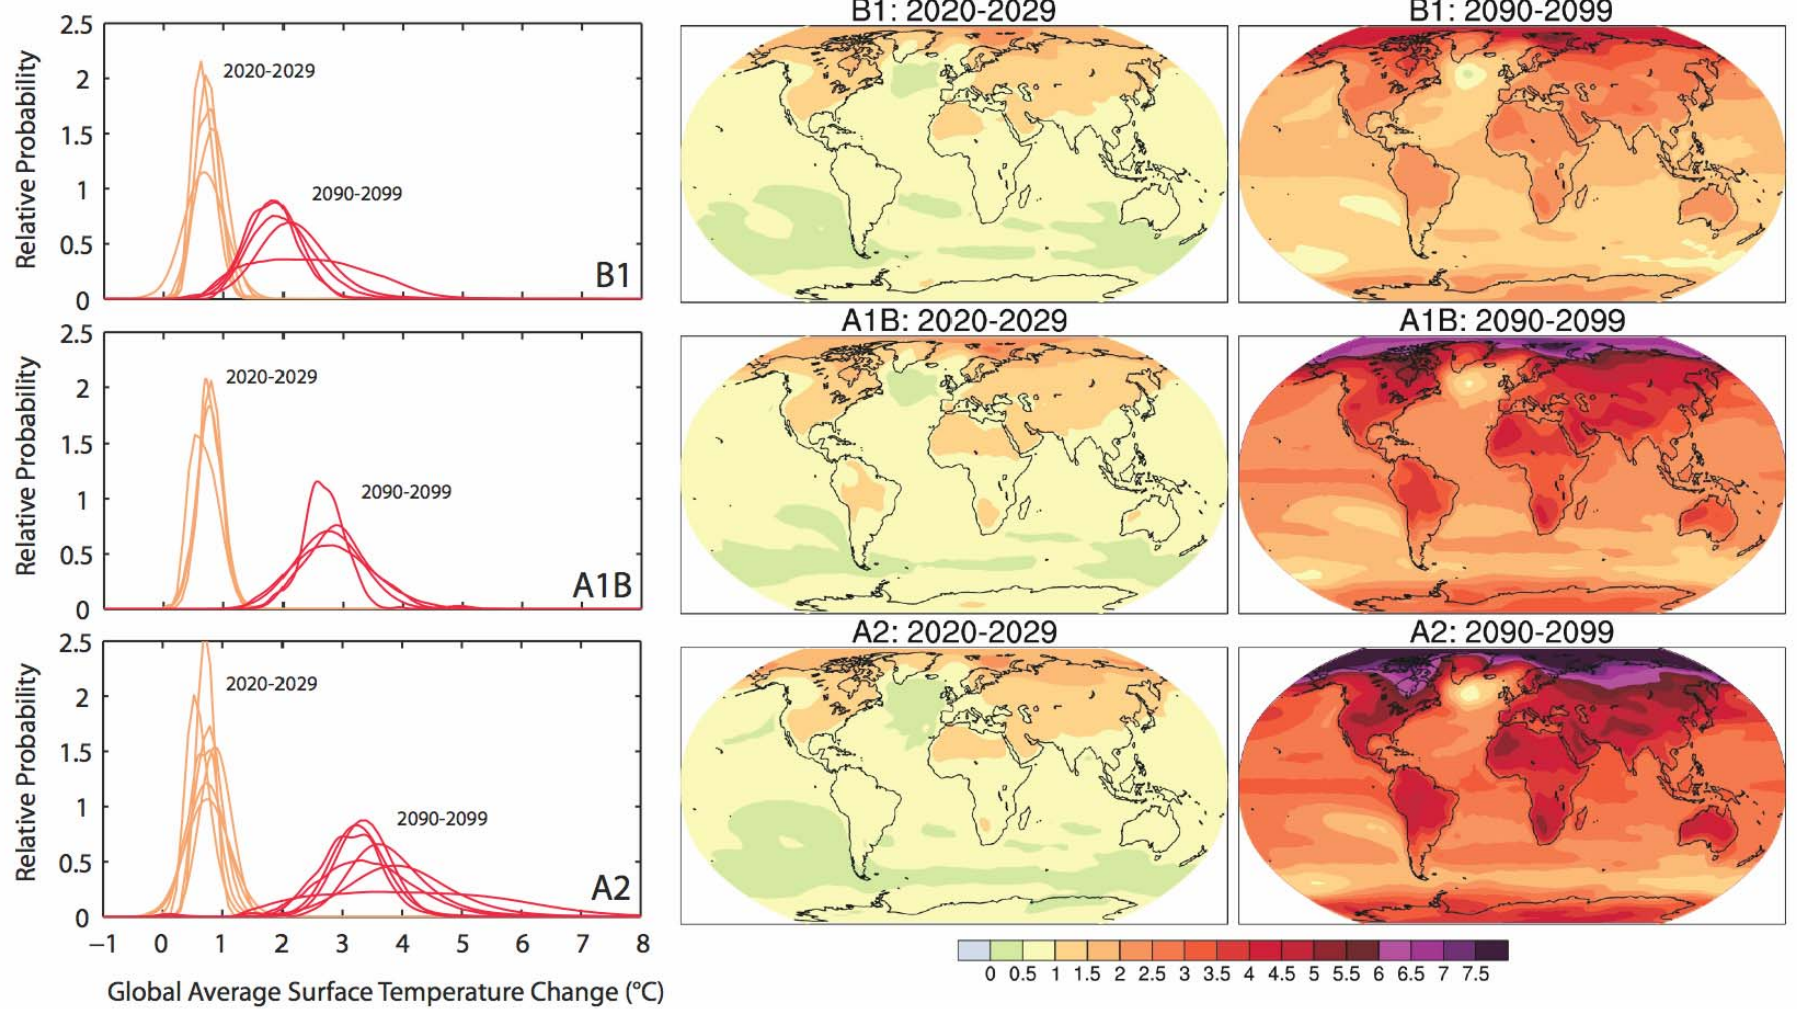 2.5
2
1.5
1
0.5
0
Relative Probability
2020-2029
2090-2099
B1
B1: 2020-2029
B1: 2090-2099
2.5
2
1.5
1
0.5
0
Relative Probability
2020-2029
2090-2099
A1B
A1B: 2020-2029
A1B: 2090-2099
2.5
2
1.5
1
0.5
0
Relative Probability
2020-2029
2090-2099
A2
A2: 2020-2029
A2: 2090-2099
−1 0 1 2 3 4 5 6 7 8
Global Average Surface Temperature Change (°C)
0 0.5 1 1.5 2 2.5 3 3.5 4 4.5 5 5.5 6 6.5 7 7.5